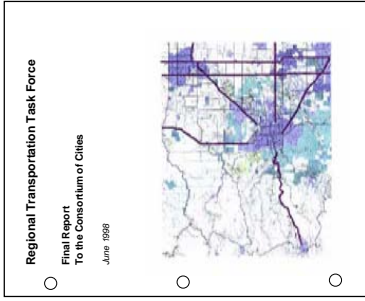 Regional Transportation Task Force
Final Report
To the Consortium of Cities
June 1998